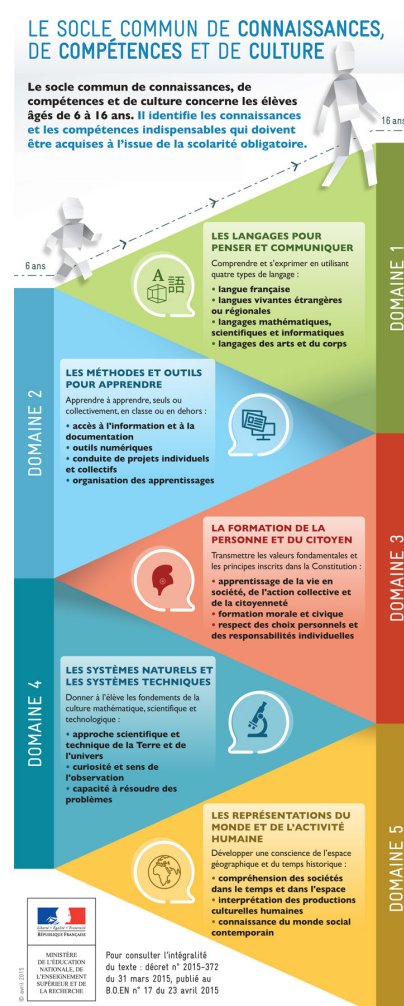 LE SOCLE COMMUN DE CONNAISSANCES,
DE COMPÉTENCES ET DE CULTURE
Le socle commun de connaissances, de
compétences et de culture concerne les élèves
âgés de 6 à 16 ans. Il identifie les connaissances
et les compétences indispensables qui doivent
être acquises à l'issue de la scolarité obligatoire.
16 ans
6 ans
DOMAINE 1
A 語
LES LANGAGES POUR
PENSER ET COMMUNIQUER
Comprendre et s'exprimer en utilisant
quatre types de langage :
• langue française
• langues vivantes étrangères
ou régionales
• langages mathématiques,
scientifiques et informatiques
• langages des arts et du corps
DOMAINE 2
LES MÉTHODES ET OUTILS
POUR APPRENDRE
Apprendre à apprendre, seuls ou
collectivement, en classe ou en dehors :
• accès à l'information et à la
documentation
• outils numériques
• conduite de projets individuels
et collectifs
• organisation des apprentissages
DOMAINE 3
LA FORMATION DE LA
PERSONNE ET DU CITOYEN
Transmettre les valeurs fondamentales et
les principes inscrits dans la Constitution :
• apprentissage de la vie en
société, de l'action collective et
de la citoyenneté
• formation morale et civique
• respect des choix personnels et
des responsabilités individuelles
DOMAINE 4
LES SYSTÈMES NATURELS ET
LES SYSTÈMES TECHNIQUES
Donner à l'élève les fondements de la
culture mathématique, scientifique et
technologique :
• approche scientifique et
technique de la Terre et de
l'univers
• curiosité et sens de
l'observation
• capacité à résoudre des
problèmes
DOMAINE 5
LES REPRÉSENTATIONS DU
MONDE ET DE L'ACTIVITÉ
HUMAINE
Développer une conscience de l'espace
géographique et du temps historique :
• compréhension des sociétés
dans le temps et dans l'espace
• interprétation des productions
culturelles humaines
• connaissance du monde social
contemporain
Liberté • Égalité • Fraternité
RÉPUBLIQUE FRANÇAISE
MINISTÈRE
DE L'ÉDUCATION
NATIONALE, DE
L'ENSEIGNEMENT
SUPÉRIEUR ET DE
LA RECHERCHE
© avril 2015
Pour consulter l'intégralité
du texte : décret n° 2015-372
du 31 mars 2015, publié au
B.O.EN n° 17 du 23 avril 2015